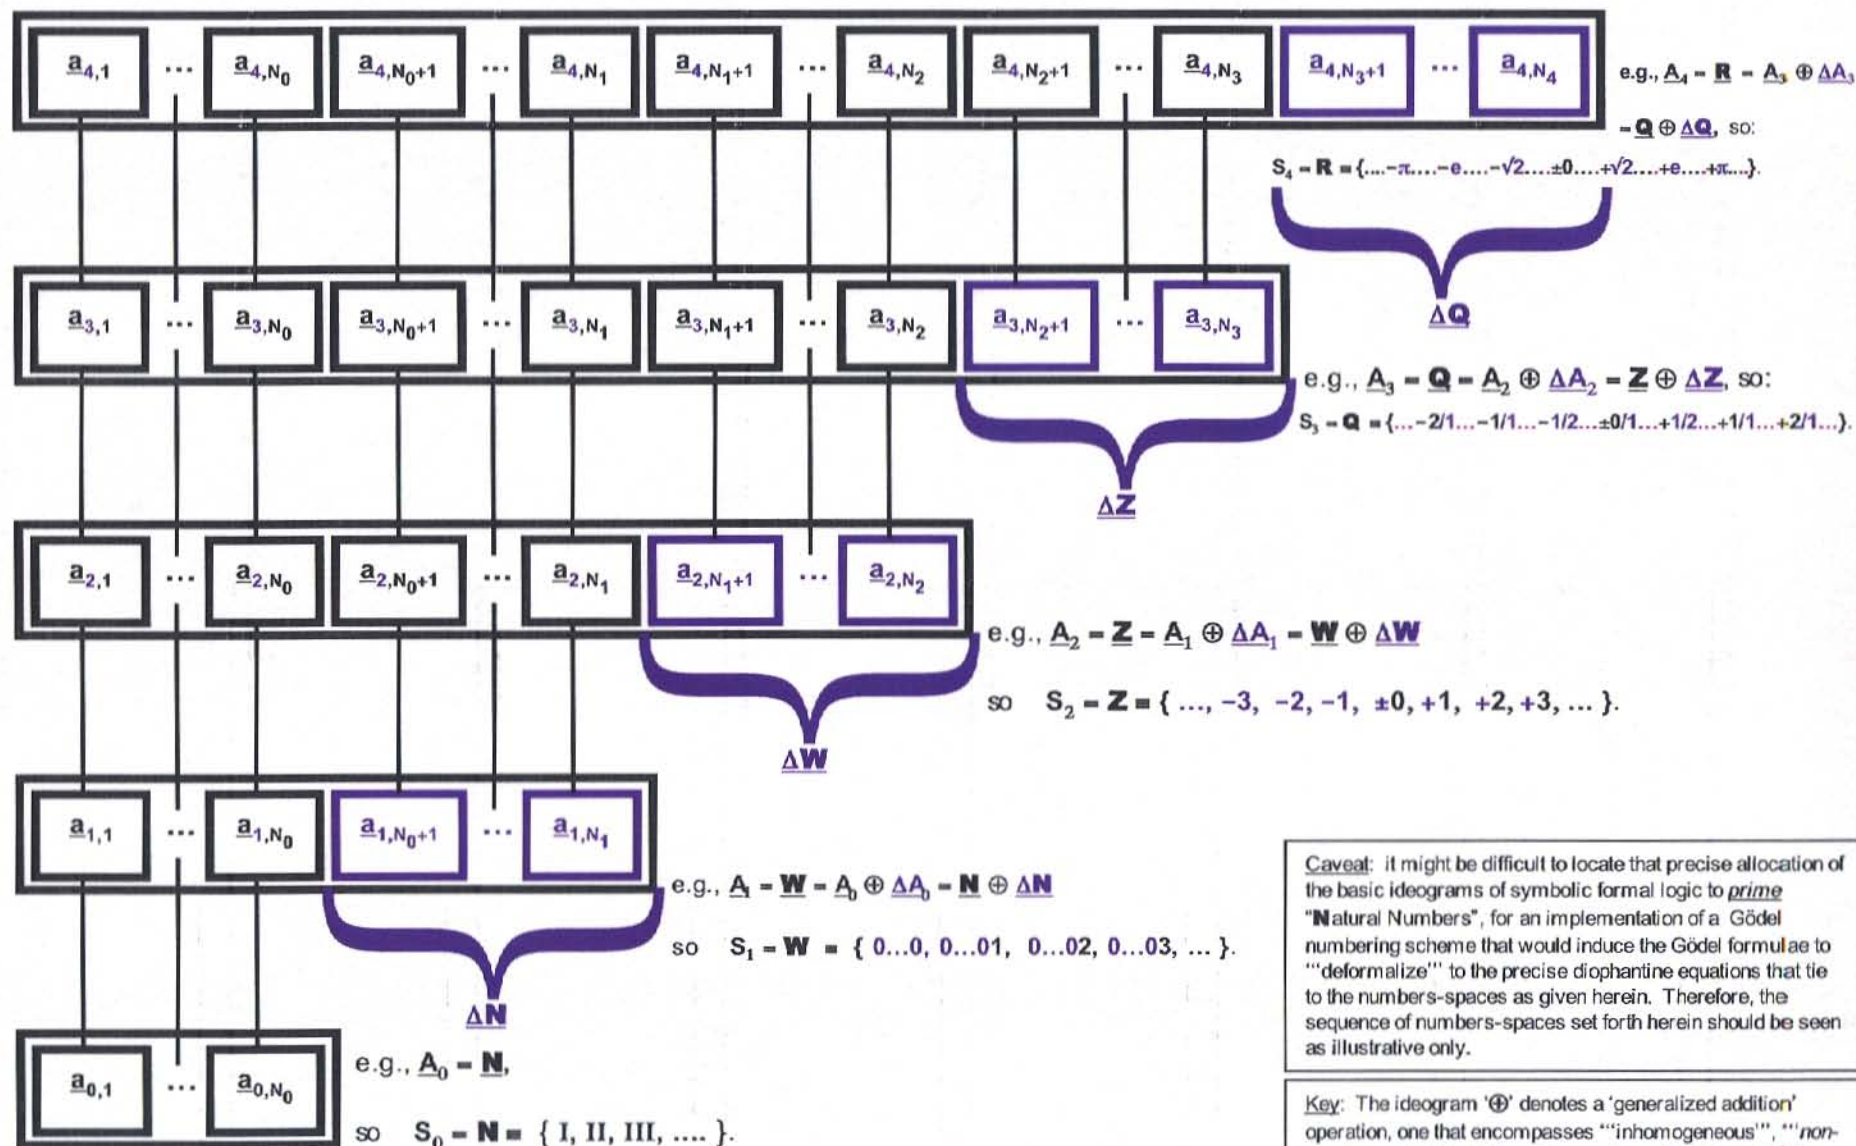 a4,1 ... a4,N0 a4,N0+1 ... a4,N1 a4,N1+1 ... a4,N2 a4,N2+1 ... a4,N3 a4,N3+1 ... a4,N4
e.g., A4 = R = A3 ⊕ ΔA3
= Q ⊕ ΔQ, so:
S4 = R = {....−π....−e....−√2....±0....+√2....+e....+π....}.
ΔQ
a3,1 ... a3,N0 a3,N0+1 ... a3,N1 a3,N1+1 ... a3,N2 a3,N2+1 ... a3,N3
e.g., A3 = Q = A2 ⊕ ΔA2 = Z ⊕ ΔZ, so:
S3 = Q = {...−2/1...−1/1...−1/2...±0/1...+1/2...+1/1...+2/1...}.
ΔZ
a2,1 ... a2,N0 a2,N0+1 ... a2,N1 a2,N1+1 ... a2,N2
e.g., A2 = Z = A1 ⊕ ΔA1 = W ⊕ ΔW
so S2 = Z = { ..., −3, −2, −1, ±0, +1, +2, +3, ... }.
ΔW
a1,1 ... a1,N0 a1,N0+1 ... a1,N1
e.g., A1 = W = A0 ⊕ ΔA0 = N ⊕ ΔN
so S1 = W = { 0...0, 0...01, 0...02, 0...03, ... }.
ΔN
a0,1 ... a0,N0
e.g., A0 = N,
so S0 = N = { I, II, III, .... }.
Caveat: it might be difficult to locate that precise allocation of
the basic ideograms of symbolic formal logic to prime
"Natural Numbers", for an implementation of a Gödel
numbering scheme that would induce the Gödel formulae to
'''deformalize''' to the precise diophantine equations that tie
to the numbers-spaces as given herein. Therefore, the
sequence of numbers-spaces set forth herein should be seen
as illustrative only.
Key: The ideogram '⊕' denotes a 'generalized addition'
operation, one that encompasses '''inhomogeneous''', '''non-